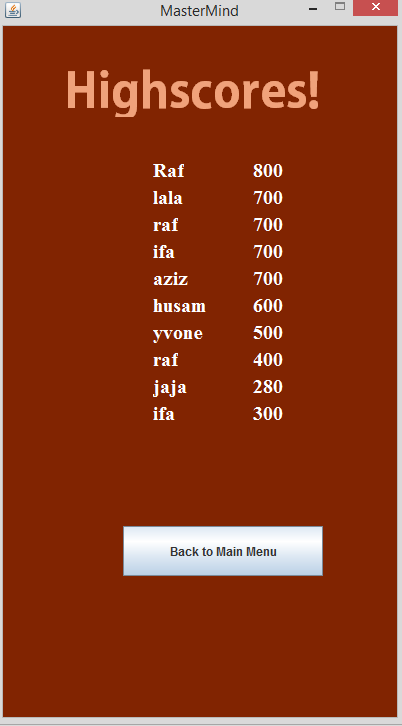 MasterMind
Highscores!
Raf 800
lala 700
raf 700
ifa 700
aziz 700
husam 600
yvone 500
raf 400
jaja 280
ifa 300
Back to Main Menu